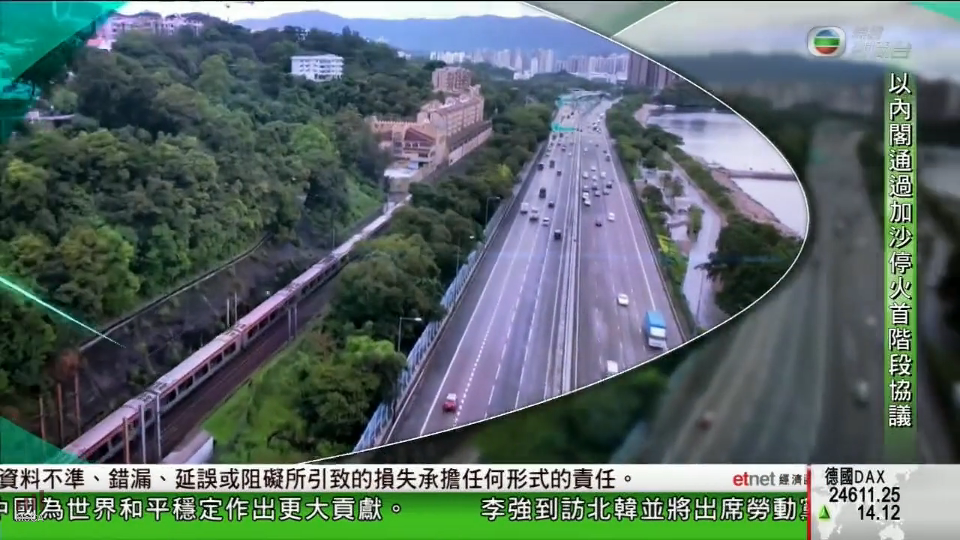 以內閣通過加沙停火首階段協議
資料不準、錯漏、延誤或阻礙所引致的損失承擔任何形式的責任。
etnet 經濟
中國為世界和平穩定作出更大貢獻。 李強到訪北韓並將出席勞動黨
德國DAX
24611.25
14.12